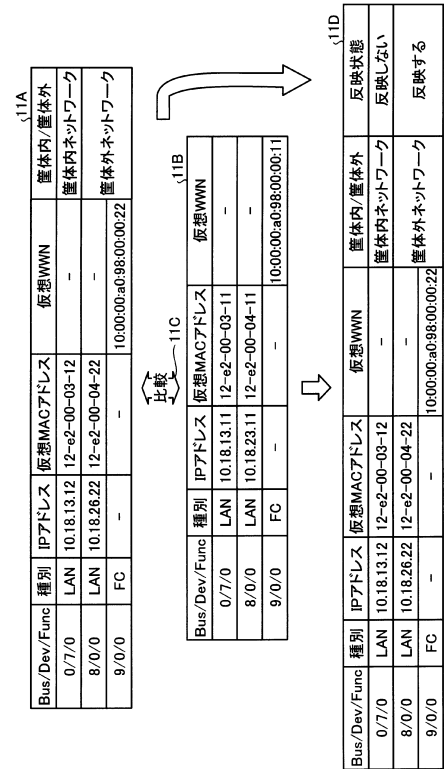 11A
Bus/Dev/Func 種別 IPアドレス 仮想MACアドレス 仮想WWN 筐体内/筐体外
0/7/0 LAN 10.18.13.12 12-e2-00-03-12 - 筐体内ネットワーク
8/0/0 LAN 10.18.26.22 12-e2-00-04-22 - 筐体外ネットワーク
9/0/0 FC - - 10:00:00:a0:98:00:00:22
比較
11C
11B
Bus/Dev/Func 種別 IPアドレス 仮想MACアドレス 仮想WWN
0/7/0 LAN 10.18.13.11 12-e2-00-03-11 -
8/0/0 LAN 10.18.23.11 12-e2-00-04-11 -
9/0/0 FC - - 10:00:00:a0:98:00:00:11
11D
Bus/Dev/Func 種別 IPアドレス 仮想MACアドレス 仮想WWN 筐体内/筐体外 反映状態
0/7/0 LAN 10.18.13.12 12-e2-00-03-12 - 筐体内ネットワーク 反映しない
8/0/0 LAN 10.18.26.22 12-e2-00-04-22 - 筐体外ネットワーク 反映する
9/0/0 FC - - 10:00:00:a0:98:00:00:22